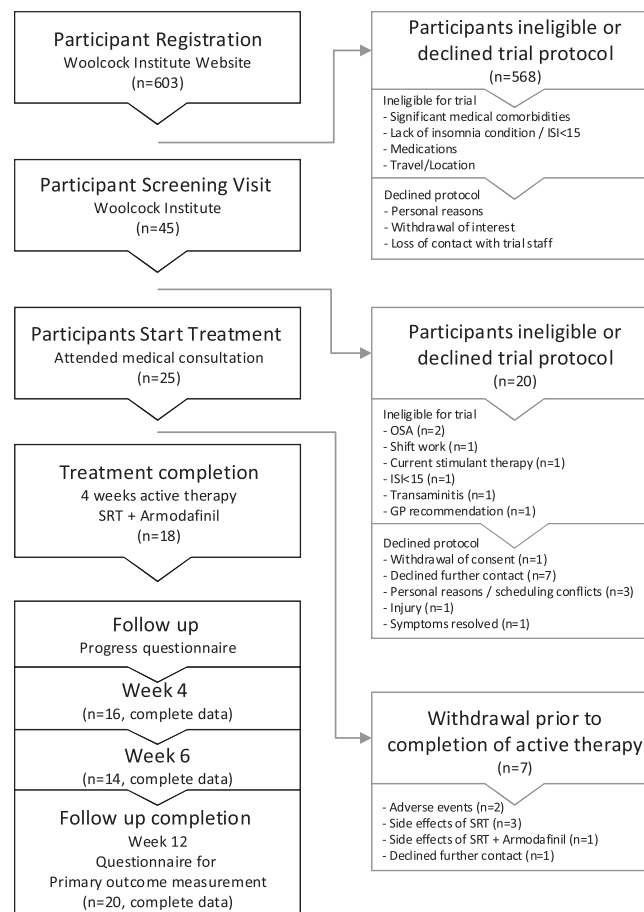 Participant Registration
Woolcock Institute Website
(n=603)
Participants ineligible or
declined trial protocol
(n=568)
Ineligible for trial
- Significant medical comorbidities
- Lack of insomnia condition / ISI<15
- Medications
- Travel/Location
Declined protocol
- Personal reasons
- Withdrawal of interest
- Loss of contact with trial staff
Participant Screening Visit
Woolcock Institute
(n=45)
Participants Start Treatment
Attended medical consultation
(n=25)
Participants ineligible or
declined trial protocol
(n=20)
Ineligible for trial
- OSA (n=2)
- Shift work (n=1)
- Current stimulant therapy (n=1)
- ISI<15 (n=1)
- Transaminitis (n=1)
- GP recommendation (n=1)
Declined protocol
- Withdrawal of consent (n=1)
- Declined further contact (n=7)
- Personal reasons / scheduling conflicts (n=3)
- Injury (n=1)
- Symptoms resolved (n=1)
Treatment completion
4 weeks active therapy
SRT + Armodafinil
(n=18)
Follow up
Progress questionnaire
Week 4
(n=16, complete data)
Week 6
(n=14, complete data)
Follow up completion
Week 12
Questionnaire for
Primary outcome measurement
(n=20, complete data)
Withdrawal prior to
completion of active therapy
(n=7)
- Adverse events (n=2)
- Side effects of SRT (n=3)
- Side effects of SRT + Armodafinil (n=1)
- Declined further contact (n=1)